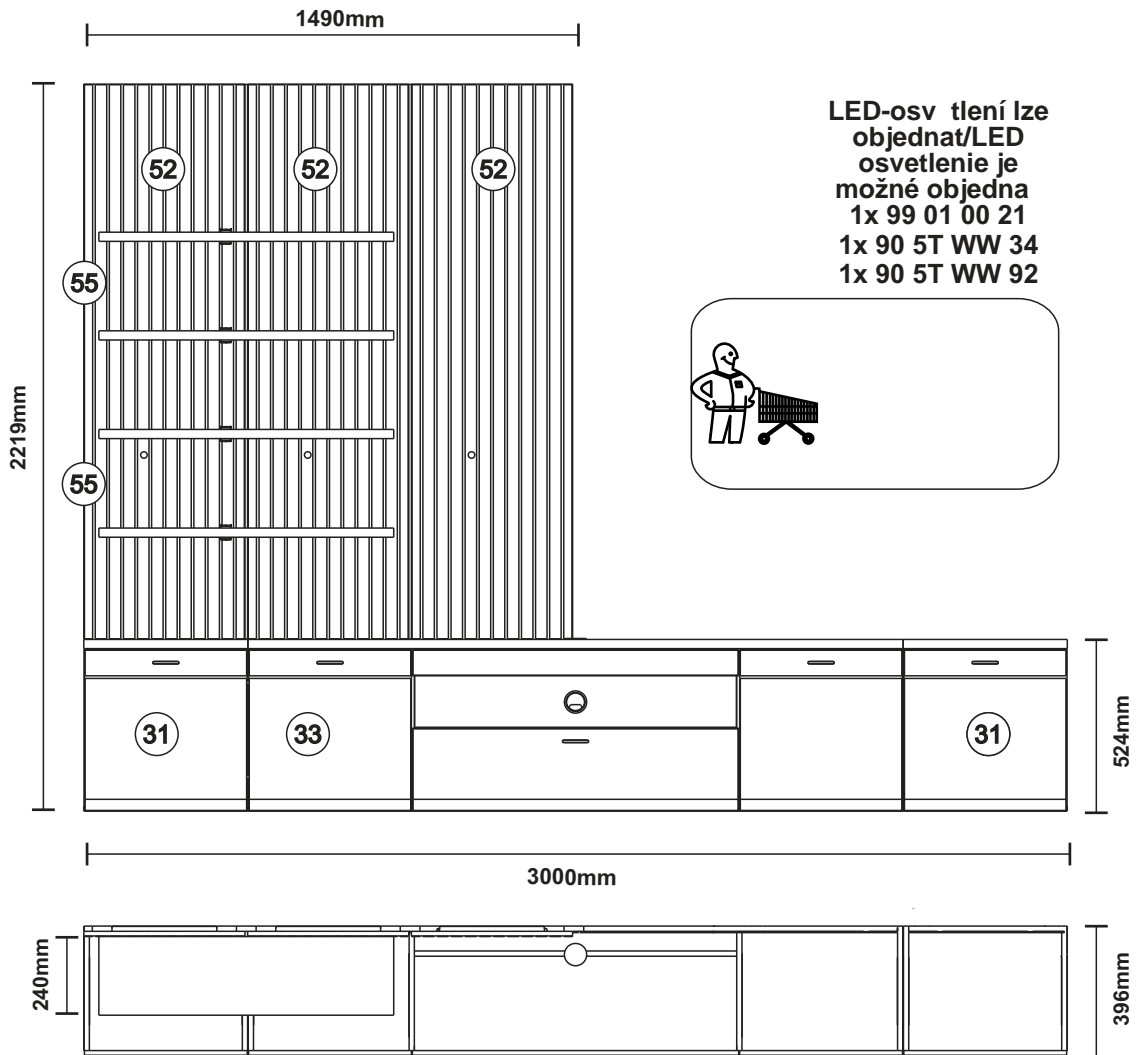 1490mm
LED-osv tlení lze
objednat/LED
osvetlenie je
možné objedna
1x 99 01 00 21
1x 90 5T WW 34
1x 90 5T WW 92
52 52 52
55
2219mm
55
31 33 31
524mm
3000mm
240mm
396mm